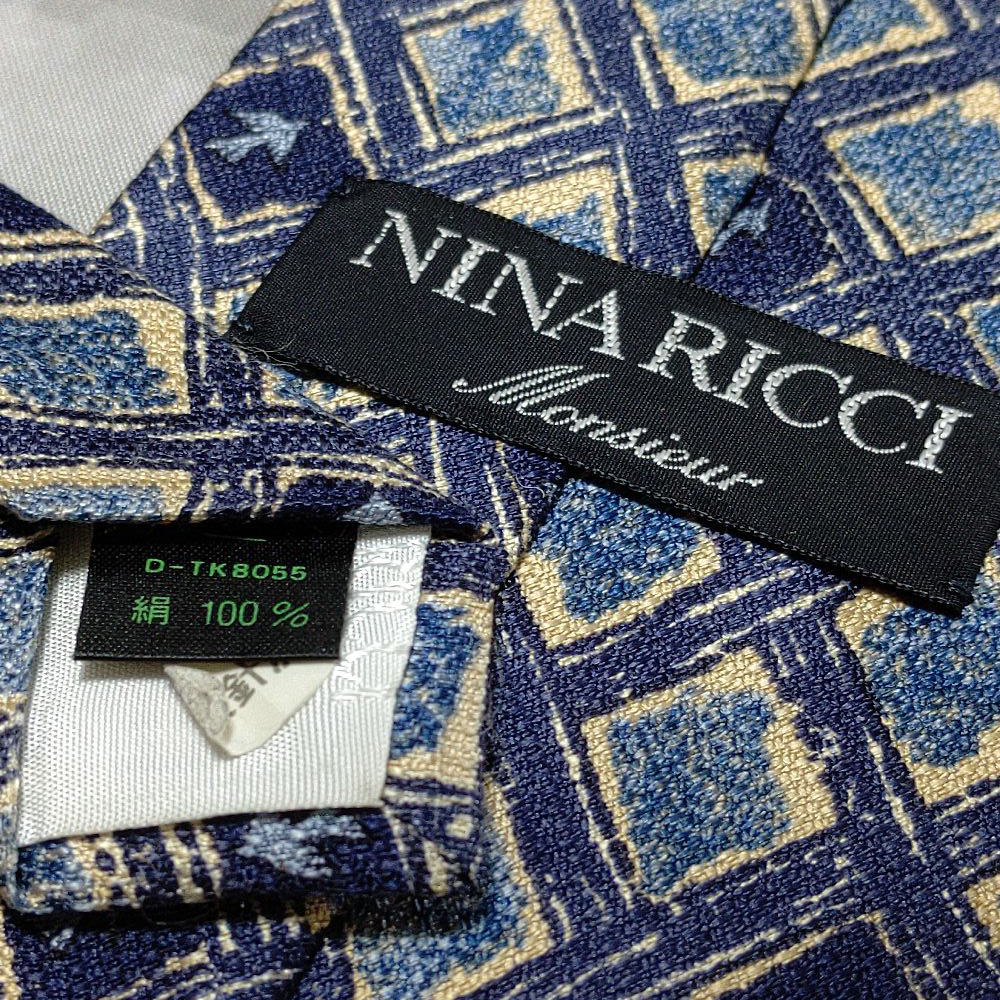 NINA RICCI
Monsieur
D-TK8055
絹 100%